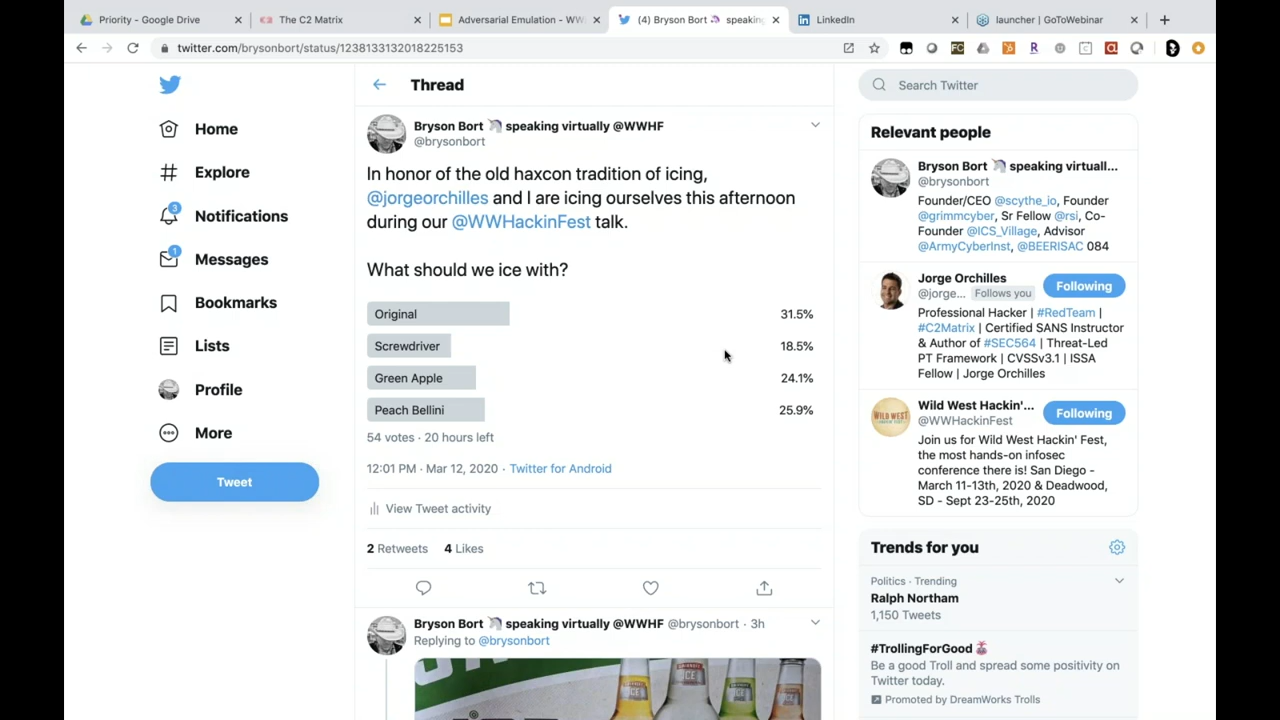 Priority - Google Drive
The C2 Matrix
Adversarial Emulation - WW
(4) Bryson Bort 🦄 speaking
LinkedIn
launcher | GoToWebinar
twitter.com/brysonbort/status/1238133132018225153
Home
Explore
3
Notifications
1
Messages
Bookmarks
Lists
Profile
More
Tweet
Thread
Bryson Bort 🦄 speaking virtually @WWHF
@brysonbort
In honor of the old haxcon tradition of icing,
@jorgeorchilles and I are icing ourselves this afternoon
during our @WWHackinFest talk.
What should we ice with?
Original 31.5%
Screwdriver 18.5%
Green Apple 24.1%
Peach Bellini 25.9%
54 votes · 20 hours left
12:01 PM · Mar 12, 2020 · Twitter for Android
View Tweet activity
2 Retweets 4 Likes
Bryson Bort 🦄 speaking virtually @WWHF @brysonbort · 3h
Replying to @brysonbort
ICE
ICE
ICE
Search Twitter
Relevant people
Bryson Bort 🦄 speaking virtuall...
@brysonbort
Founder/CEO @scythe_io, Founder
@grimmcyber, Sr Fellow @rsi, Co-
Founder @ICS_Village, Advisor
@ArmyCyberInst, @BEERISAC 084
Jorge Orchilles
@jorge... Follows you
Following
Professional Hacker | #RedTeam |
#C2Matrix | Certified SANS Instructor
& Author of #SEC564 | Threat-Led
PT Framework | CVSSv3.1 | ISSA
Fellow | Jorge Orchilles
WILD WEST
Wild West Hackin'...
@WWHackinFest
Following
Join us for Wild West Hackin' Fest,
the most hands-on infosec
conference there is! San Diego -
March 11-13th, 2020 & Deadwood,
SD - Sept 23-25th, 2020
Trends for you
Politics · Trending
Ralph Northam
1,150 Tweets
#TrollingForGood
Be a good Troll and spread some positivity on
Twitter today.
Promoted by DreamWorks Trolls